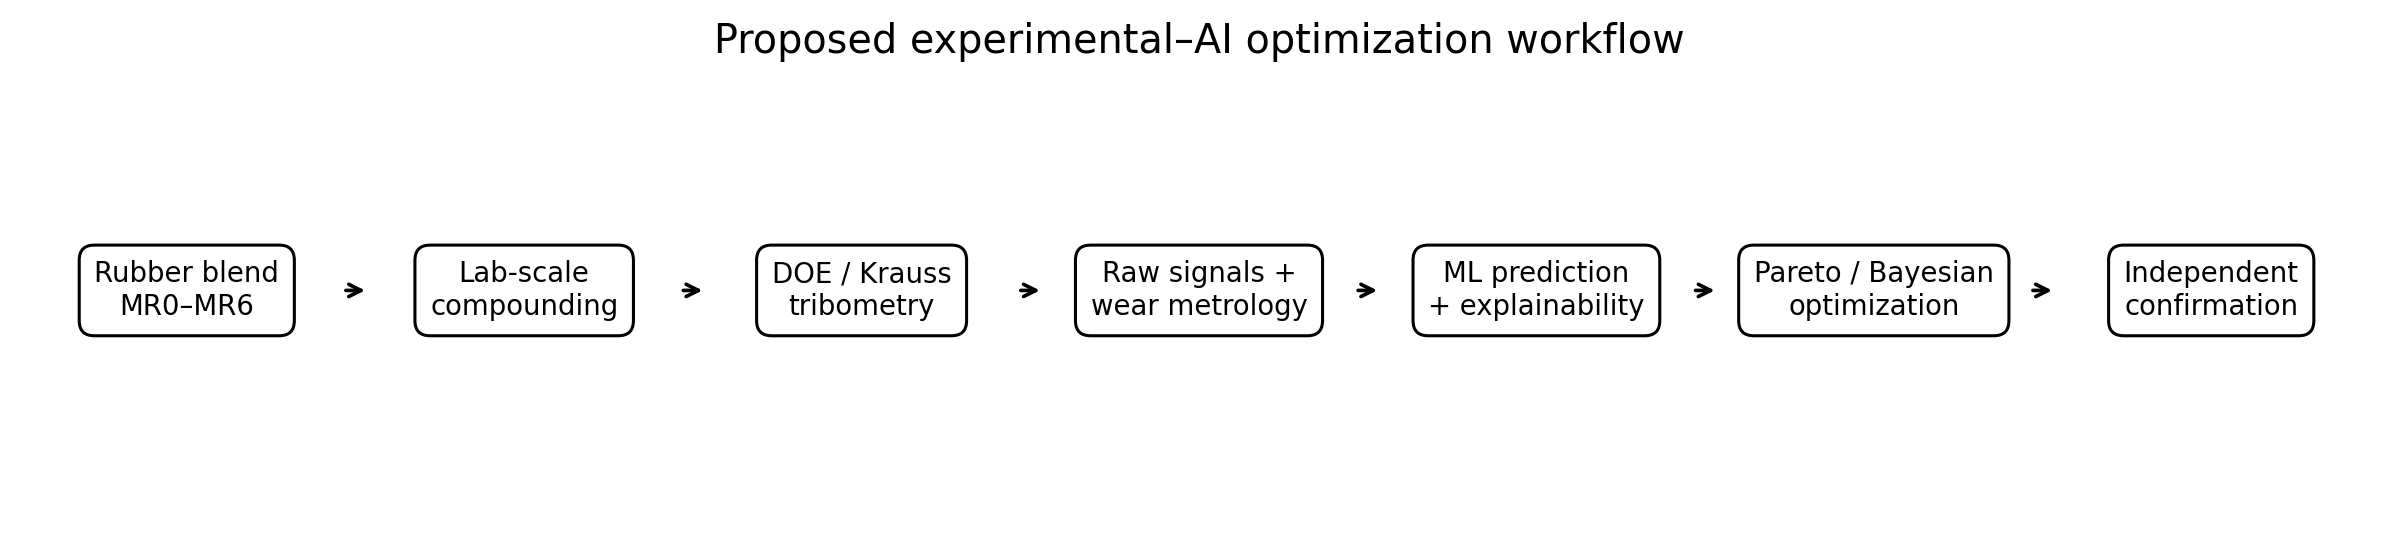 Proposed experimental–AI optimization workflow
Rubber blend
MR0–MR6
Lab-scale
compounding
DOE / Krauss
tribometry
Raw signals +
wear metrology
ML prediction
+ explainability
Pareto / Bayesian
optimization
Independent
confirmation